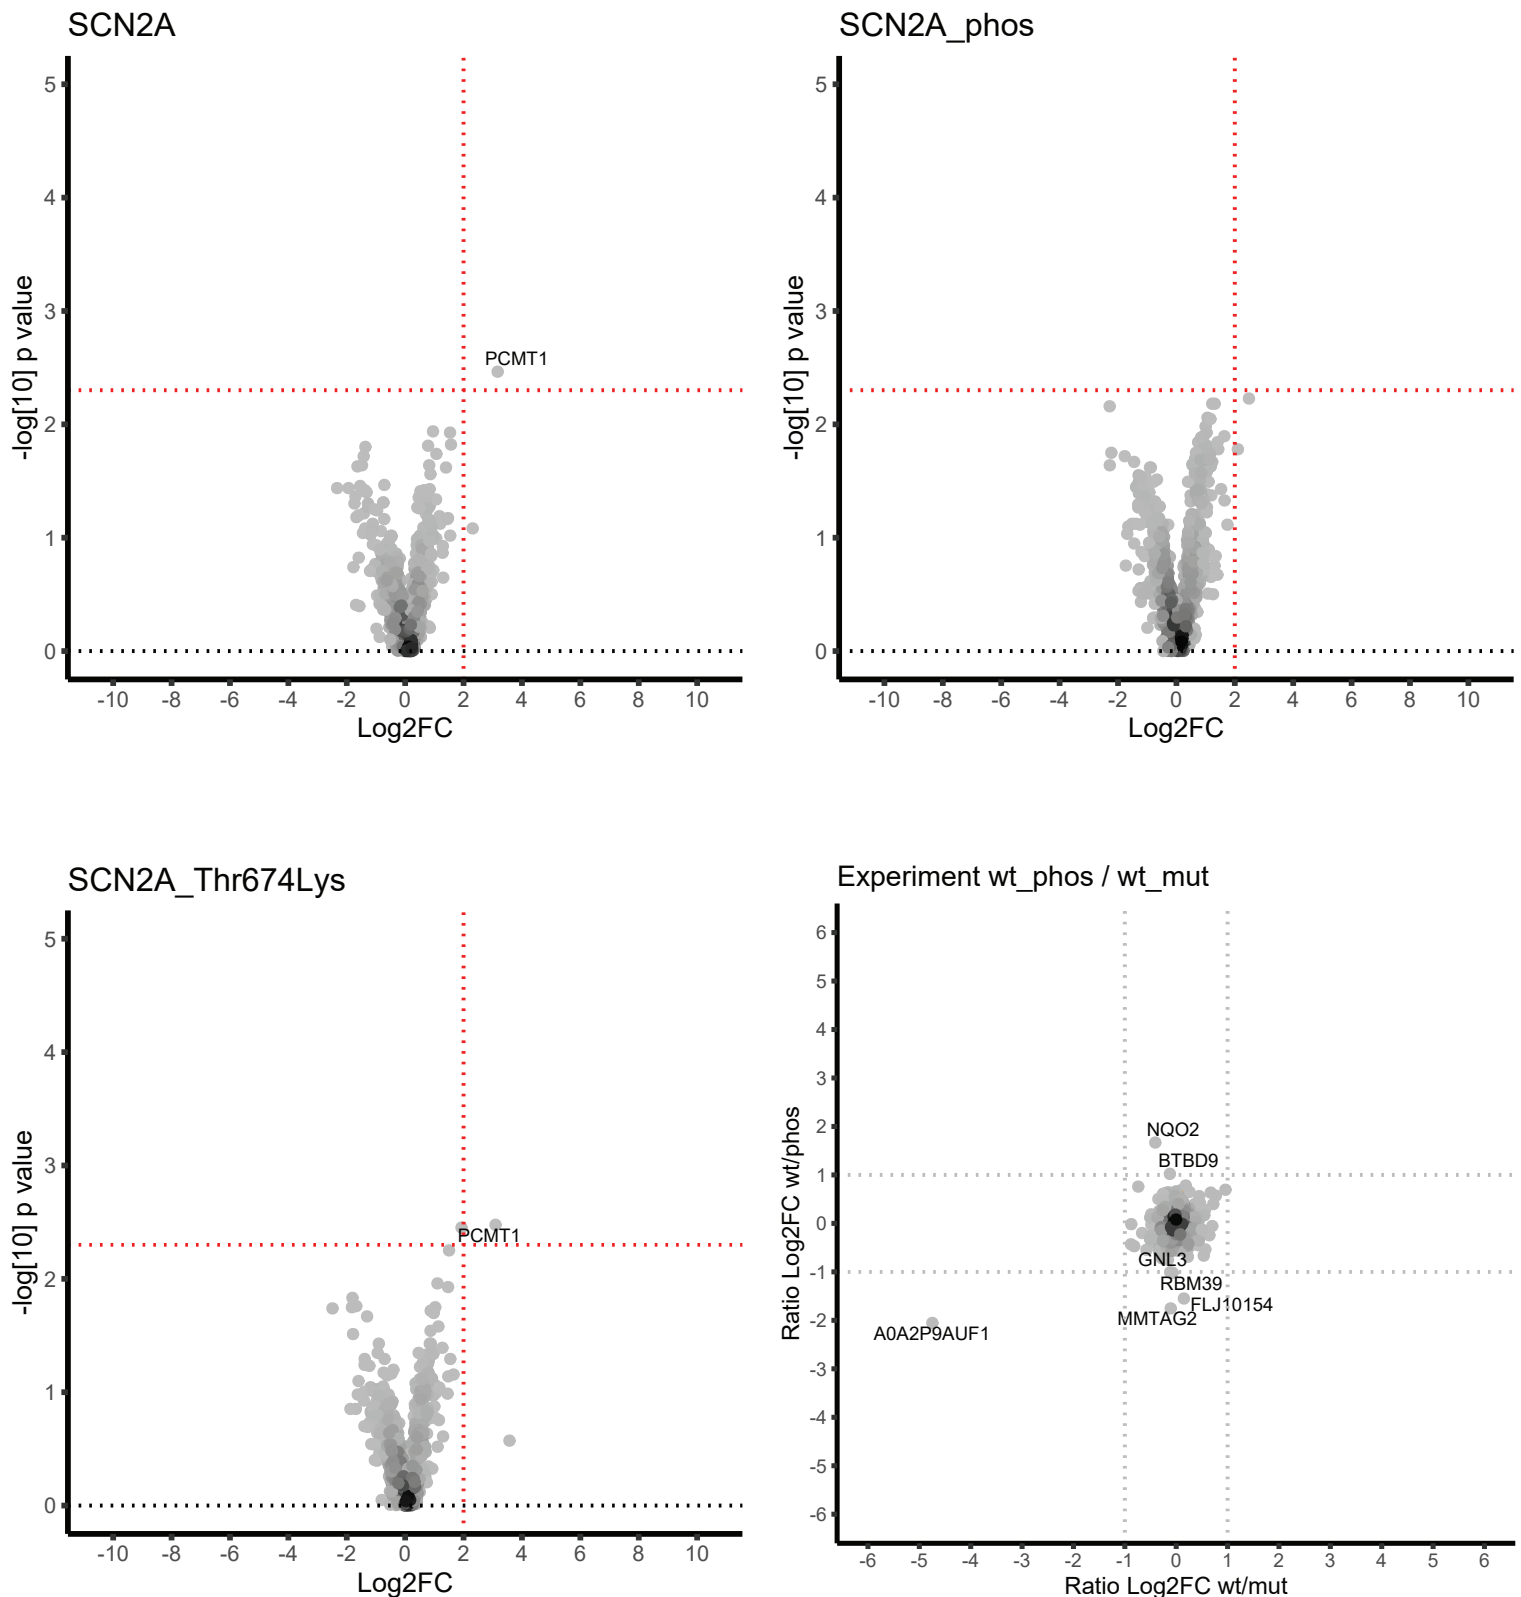 SCN2A
5
4
3
2
1
0
-log[10] p value
PCMT1
-10 -8 -6 -4 -2 0 2 4 6 8 10
Log2FC
SCN2A_phos
5
4
3
2
1
0
-log[10] p value
-10 -8 -6 -4 -2 0 2 4 6 8 10
Log2FC
SCN2A_Thr674Lys
5
4
3
2
1
0
-log[10] p value
PCMT1
-10 -8 -6 -4 -2 0 2 4 6 8 10
Log2FC
Experiment wt_phos / wt_mut
6
5
4
3
2
1
0
-1
-2
-3
-4
-5
-6
Ratio Log2FC wt/phos
NQO2
BTBD9
GNL3
RBM39
FLJ10154
MMTAG2
A0A2P9AUF1
-6 -5 -4 -3 -2 -1 0 1 2 3 4 5 6
Ratio Log2FC wt/mut